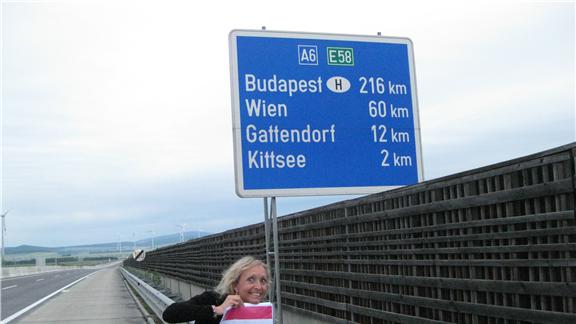 A6 E58
Budapest H 216 km
Wien 60 km
Gattendorf 12 km
Kittsee 2 km